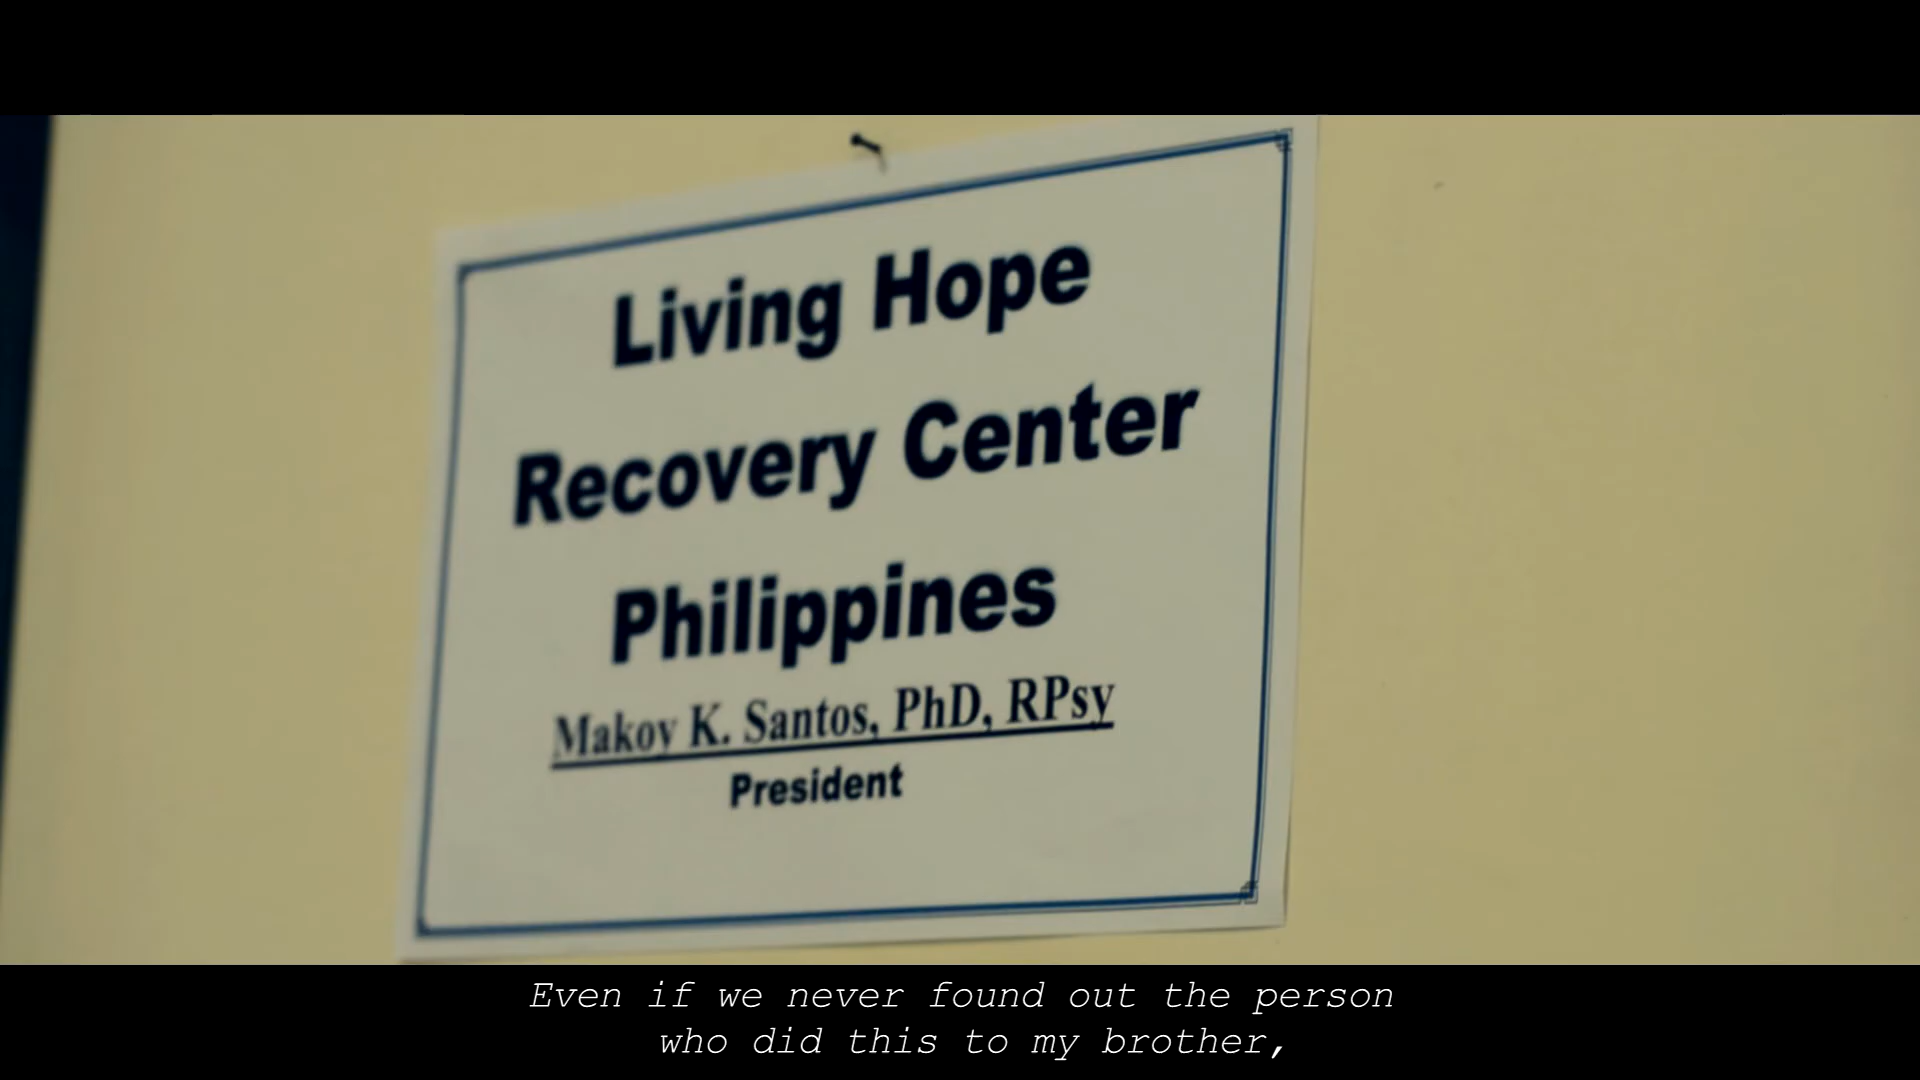 Living Hope
Recovery Center
Philippines
Makoy K. Santos, PhD, RPsy
President
Even if we never found out the person
who did this to my brother,